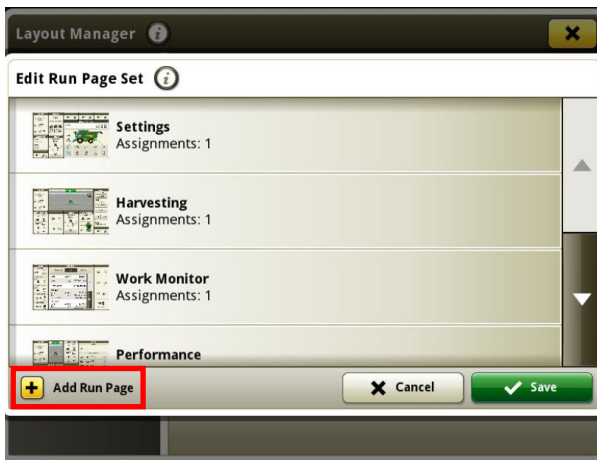 Layout Manager
Edit Run Page Set
Settings
Assignments: 1
Harvesting
Assignments: 1
Work Monitor
Assignments: 1
Performance
Add Run Page
Cancel
Save